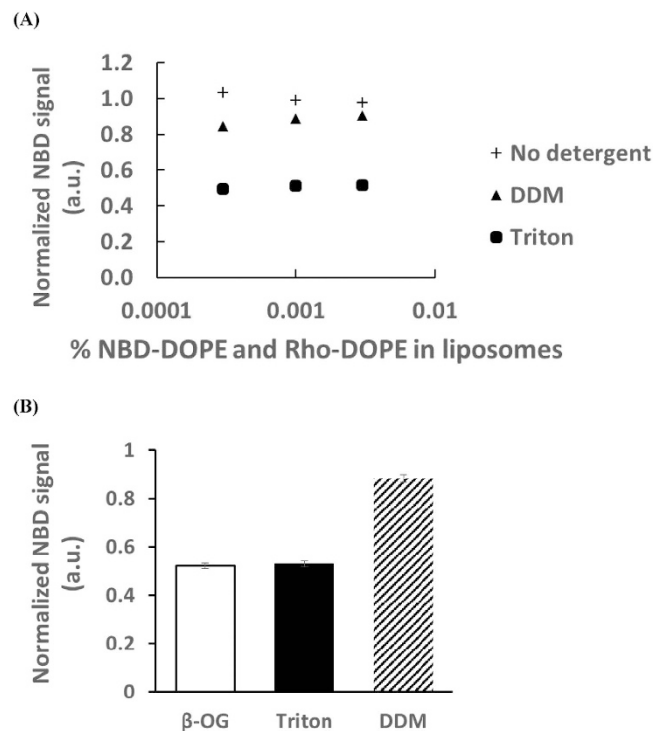 (A)
Normalized NBD signal
(a.u.)
1.2
1.0
0.8
0.6
0.4
0.2
0.0
0.0001 0.001 0.01
% NBD-DOPE and Rho-DOPE in liposomes
+ No detergent
▲ DDM
■ Triton
(B)
Normalized NBD signal
(a.u.)
1
0.8
0.6
0.4
0.2
0
β-OG Triton DDM